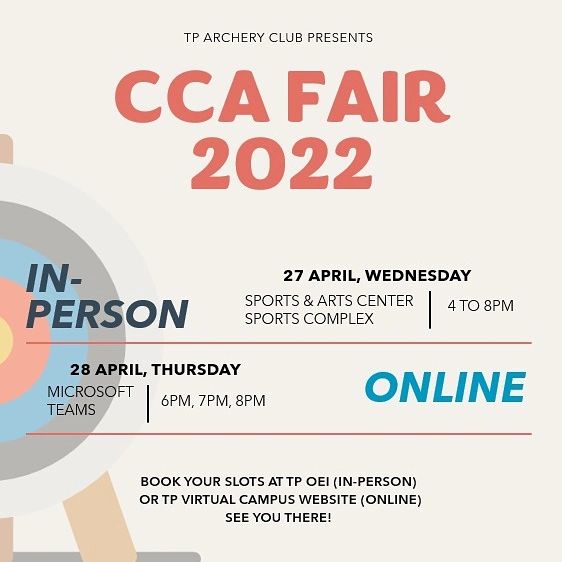 TP ARCHERY CLUB PRESENTS
CCA FAIR
2022
IN-
PERSON
27 APRIL, WEDNESDAY
SPORTS & ARTS CENTER
SPORTS COMPLEX
4 TO 8PM
28 APRIL, THURSDAY
MICROSOFT
TEAMS
6PM, 7PM, 8PM
ONLINE
BOOK YOUR SLOTS AT TP OEI (IN-PERSON)
OR TP VIRTUAL CAMPUS WEBSITE (ONLINE)
SEE YOU THERE!